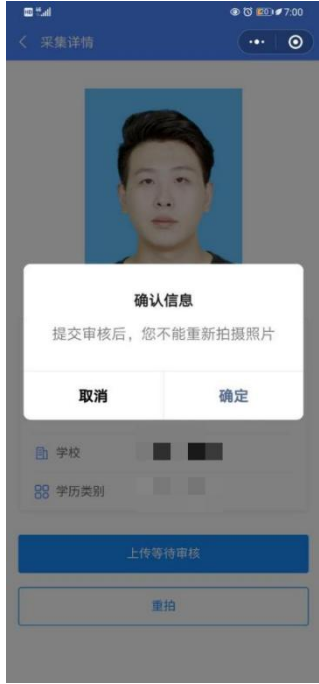 7:00
采集详情
确认信息
提交审核后，您不能重新拍摄照片
取消 确定
学校
学历类别
上传等待审核
重拍